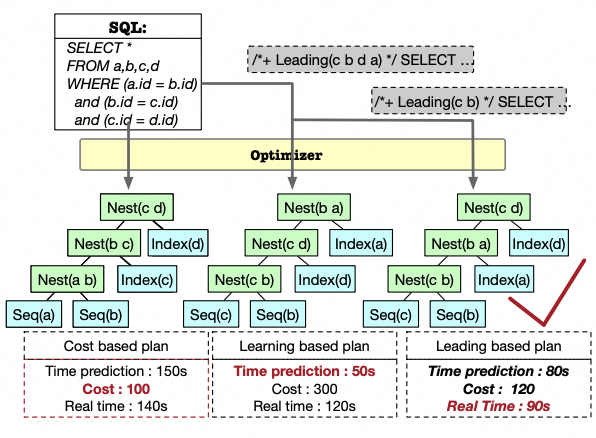 SQL:
SELECT *
FROM a,b,c,d
WHERE (a.id = b.id)
and (b.id = c.id)
and (c.id = d.id)
/*+ Leading(c b d a) */ SELECT ...
/*+ Leading(c b) */ SELECT ...
Optimizer
Nest(c d) Nest(b a) Nest(c d)
Nest(b c) Index(d) Nest(c d) Index(a) Nest(b a) Index(d)
Nest(a b) Index(c) Nest(c b) Index(d) Nest(c b) Index(a)
Seq(a) Seq(b) Seq(c) Seq(b) Seq(c) Seq(b)
Cost based plan
Time prediction : 150s
Cost : 100
Real time : 140s
Learning based plan
Time prediction : 50s
Cost : 300
Real time : 120s
Leading based plan
Time prediction : 80s
Cost : 120
Real Time : 90s